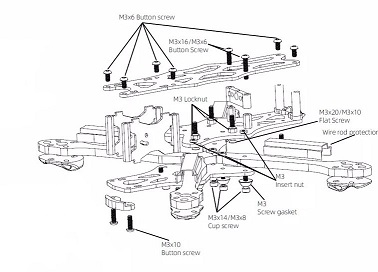 M3x6 Button screw
M3x16/M3x6
Button Screw
M3 Locknut
M3x20/M3x10
Flat Screw
Wire rod protection
M3
Insert nut
M3
Screw gasket
M3x14/M3x8
Cup screw
M3x10
Button screw